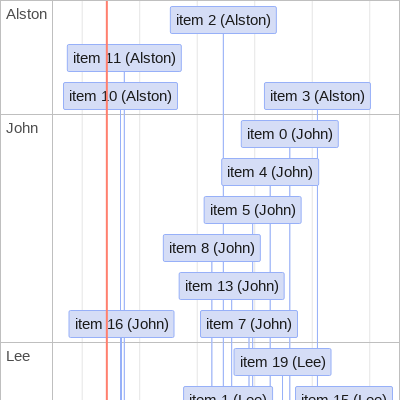 Alston
item 2 (Alston)
item 11 (Alston)
item 10 (Alston)
item 3 (Alston)
John
item 0 (John)
item 4 (John)
item 5 (John)
item 8 (John)
item 13 (John)
item 16 (John)
item 7 (John)
Lee
item 19 (Lee)
item 1 (Lee)
item 15 (Lee)